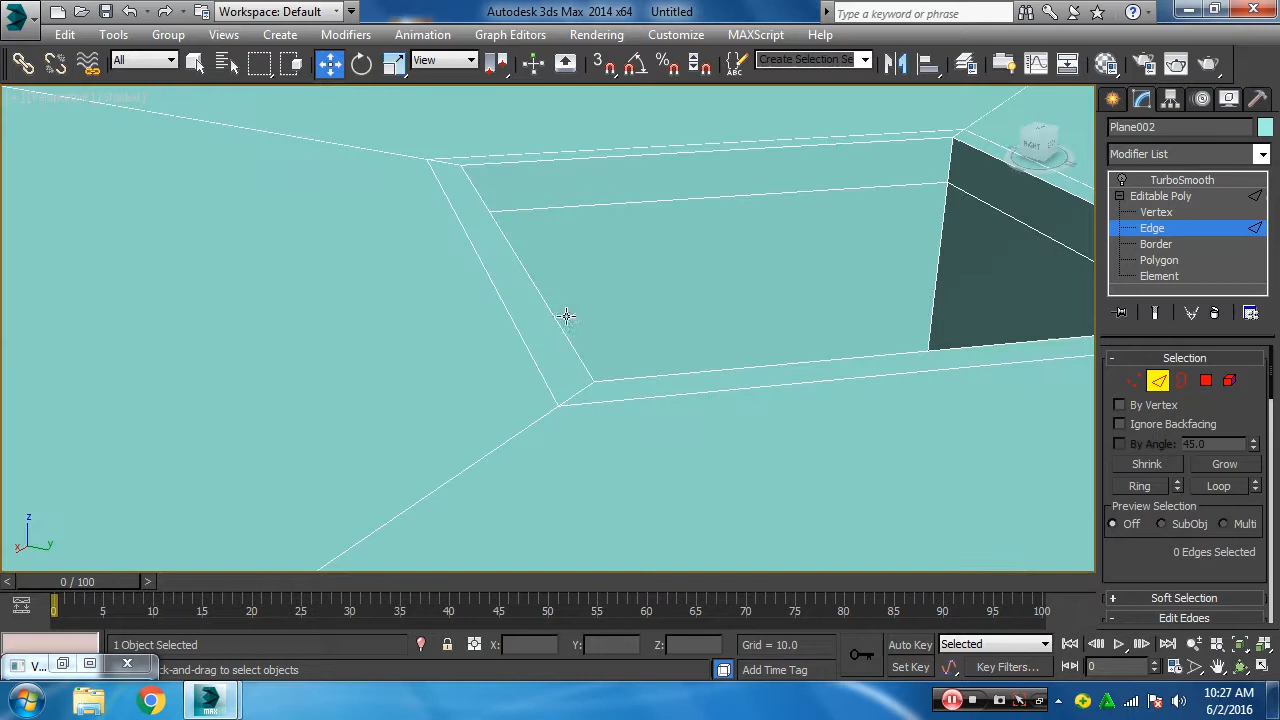 Workspace: Default
Autodesk 3ds Max 2014 x64 Untitled
Type a keyword or phrase
Edit Tools Group Views Create Modifiers Animation Graph Editors Rendering Customize MAXScript Help
All
View
3
Create Selection Se
RIGHT
Plane002
Modifier List
TurboSmooth
Editable Poly
Vertex
Edge
Border
Polygon
Element
- Selection
By Vertex
Ignore Backfacing
By Angle: 45.0
Shrink Grow
Ring Loop
Preview Selection
Off SubObj Multi
0 Edges Selected
+ Soft Selection
Edit Edges
z
x y
< 0 / 100 >
0 5 10 15 20 25 30 35 40 45 50 55 60 65 70 75 80 85 90 95 100
1 Object Selected
X: Y: Z:
Grid = 10.0
Auto Key
Selected
V...
k-and-drag to select objects
Add Time Tag
Set Key
Key Filters...
0
MAX
10:27 AM
6/2/2016